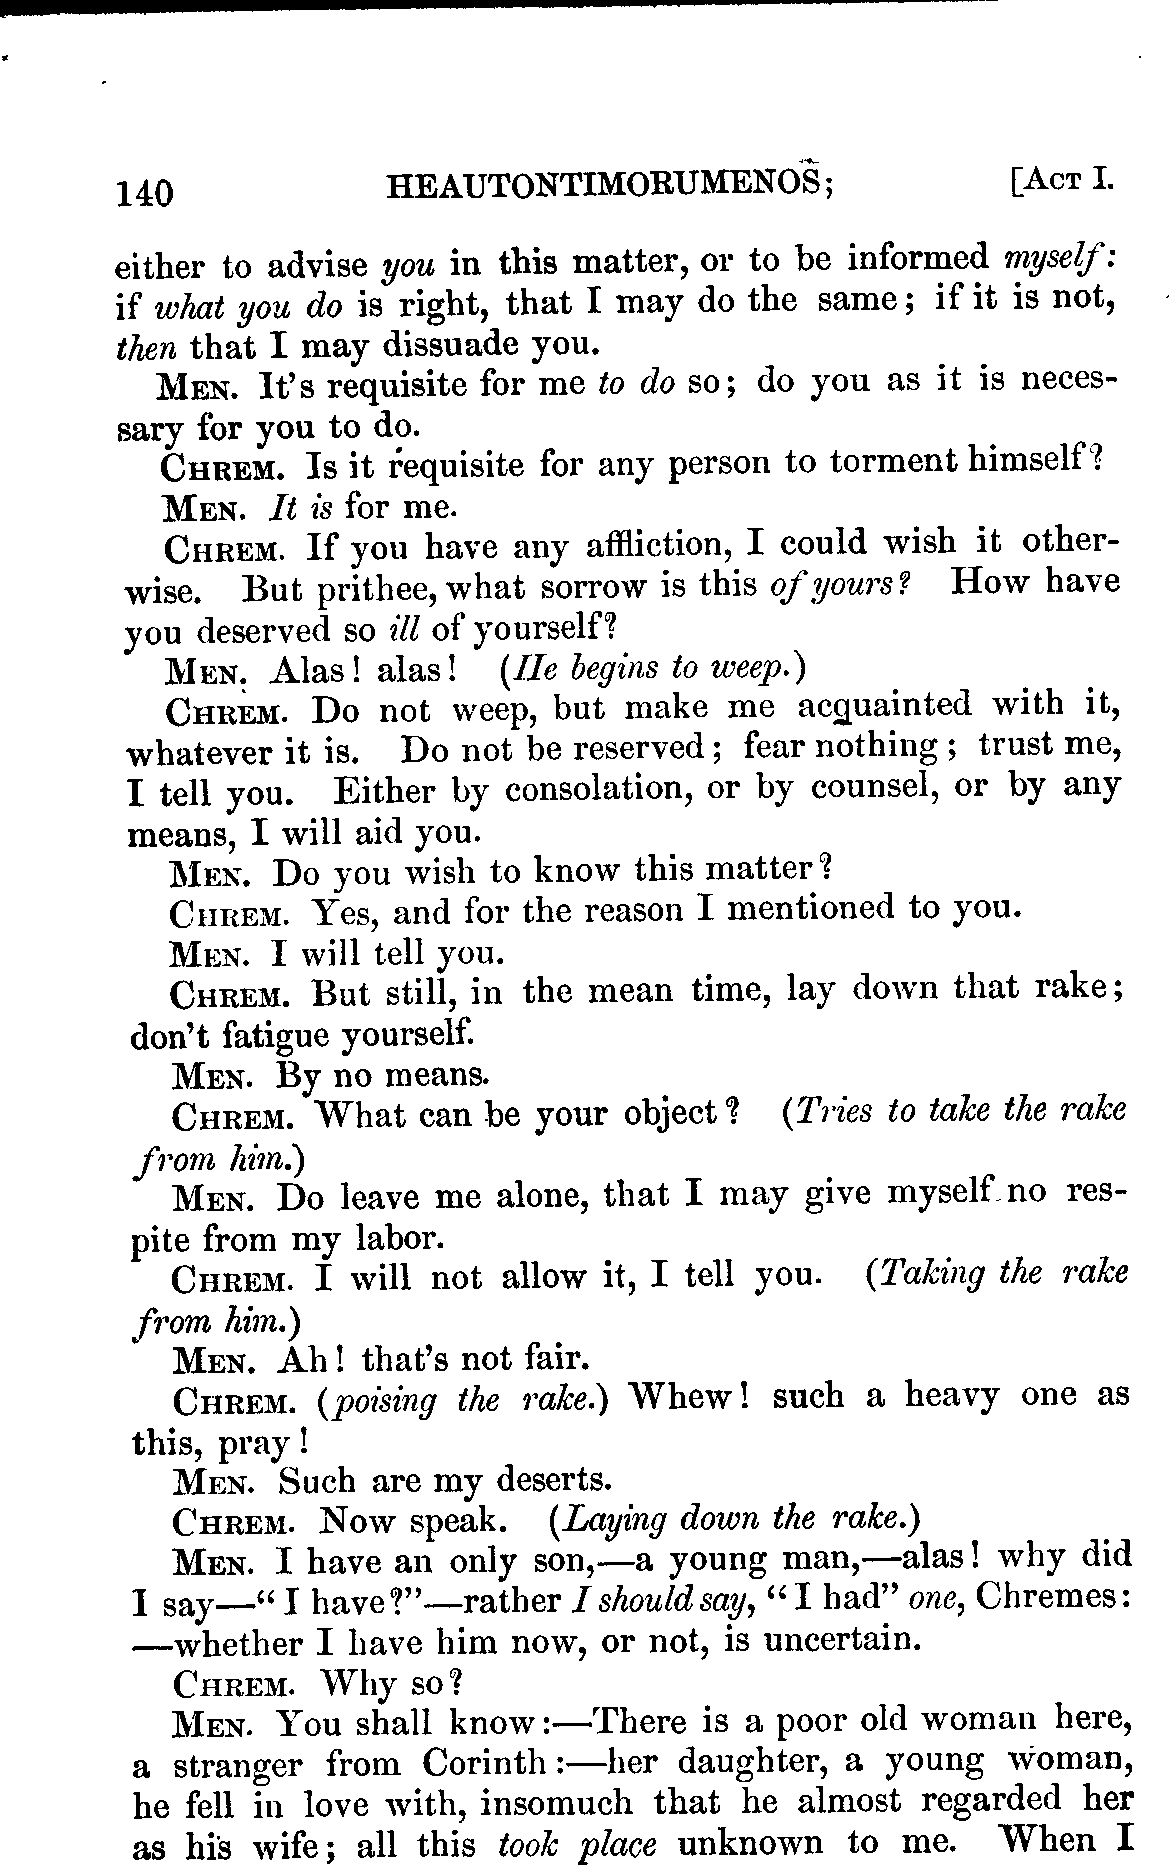 140 HEAUTONTIMORUMENOS; [ACT I.
either to advise you in this matter, or to be informed myself:
if what you do is right, that I may do the same; if it is not,
then that I may dissuade you.
MEN. It's requisite for me to do so; do you as it is neces-
sary for you to do.
CHREM. Is it requisite for any person to torment himself?
MEN. It is for me.
CHREM. If you have any affliction, I could wish it other-
wise. But prithee, what sorrow is this of yours? How have
you deserved so ill of yourself?
MEN. Alas! alas! (He begins to weep.)
CHREM. Do not weep, but make me acquainted with it,
whatever it is. Do not be reserved; fear nothing; trust me,
I tell you. Either by consolation, or by counsel, or by any
means, I will aid you.
MEN. Do you wish to know this matter?
CHREM. Yes, and for the reason I mentioned to you.
MEN. I will tell you.
CHREM. But still, in the mean time, lay down that rake;
don't fatigue yourself.
MEN. By no means.
CHREM. What can be your object? (Tries to take the rake
from him.)
MEN. Do leave me alone, that I may give myself no res-
pite from my labor.
CHREM. I will not allow it, I tell you. (Taking the rake
from him.)
MEN. Ah! that's not fair.
CHREM. (poising the rake.) Whew! such a heavy one as
this, pray!
MEN. Such are my deserts.
CHREM. Now speak. (Laying down the rake.)
MEN. I have an only son,—a young man,—alas! why did
I say—"I have?"—rather I should say, "I had" one, Chremes:
—whether I have him now, or not, is uncertain.
CHREM. Why so?
MEN. You shall know:—There is a poor old woman here,
a stranger from Corinth:—her daughter, a young woman,
he fell in love with, insomuch that he almost regarded her
as his wife; all this took place unknown to me. When I